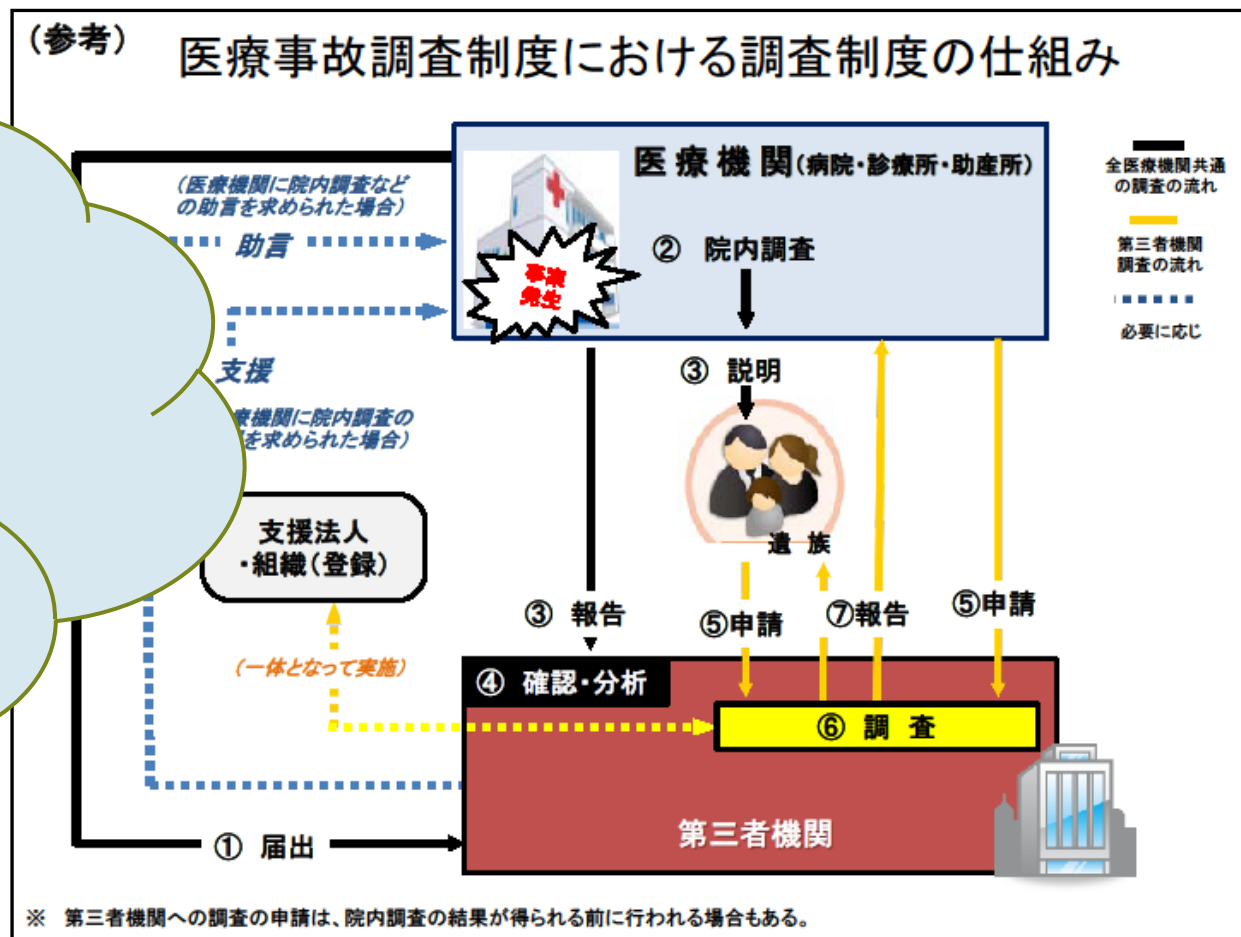 (参考)
医療事故調査制度における調査制度の仕組み
医療機関(病院・診療所・助産所)
全医療機関共通
の調査の流れ
第三者機関
調査の流れ
必要に応じ
(医療機関に院内調査など
の助言を求められた場合)
助言
事案
発生
② 院内調査
支援
療機関に院内調査の
を求められた場合)
③ 説明
遺族
支援法人
・組織(登録)
③ 報告
⑤申請
⑦報告
⑤申請
(一体となって実施)
④ 確認・分析
⑥ 調査
第三者機関
① 届出
※ 第三者機関への調査の申請は、院内調査の結果が得られる前に行われる場合もある。